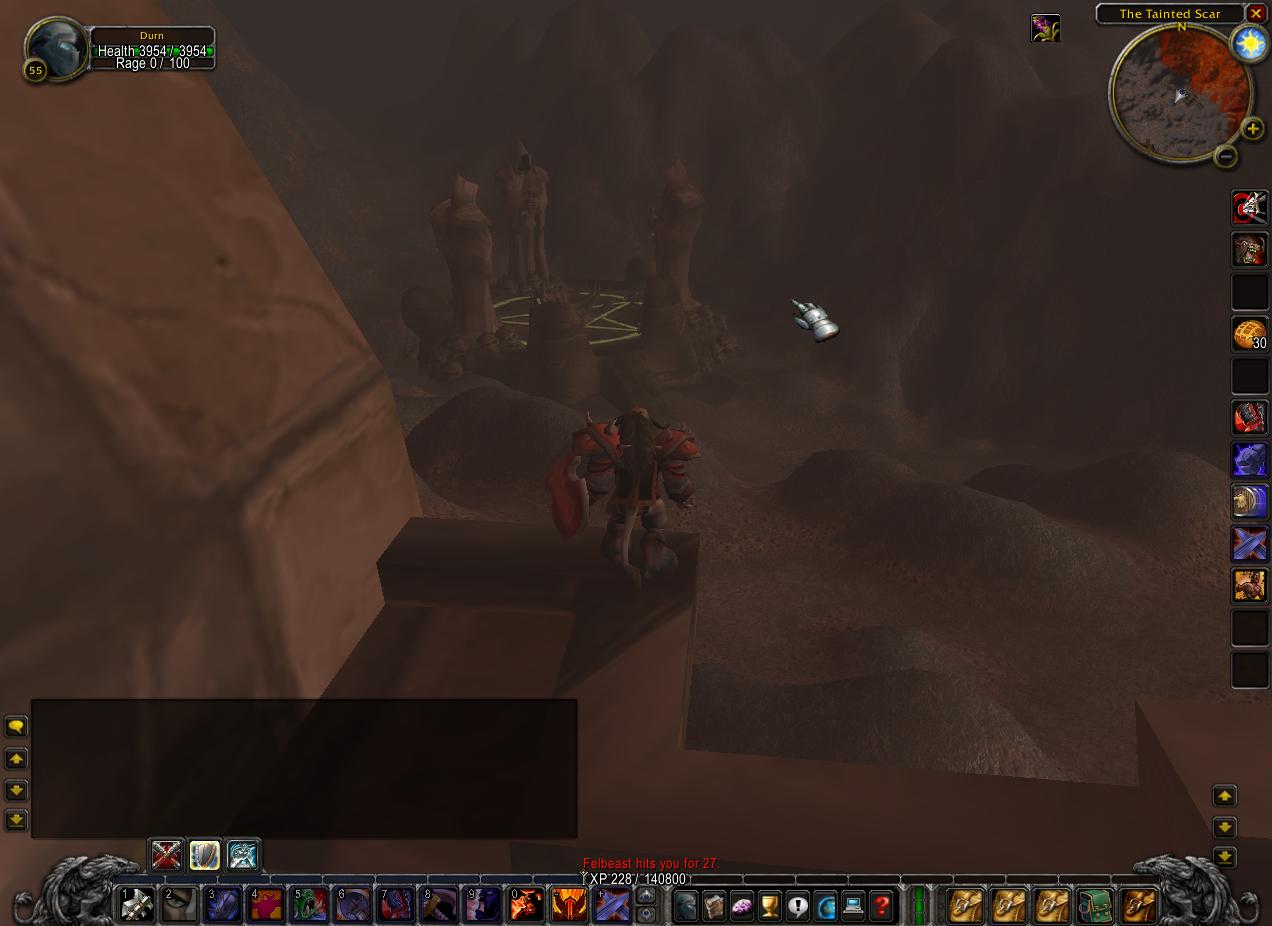 Durn
Health 3954 / 3954
Rage 0 / 100
55
The Tainted Scar
N
30
Felbeast hits you for 27.
XP 228 / 140800
1
2
3
4
5
6
7
8
9
0
-